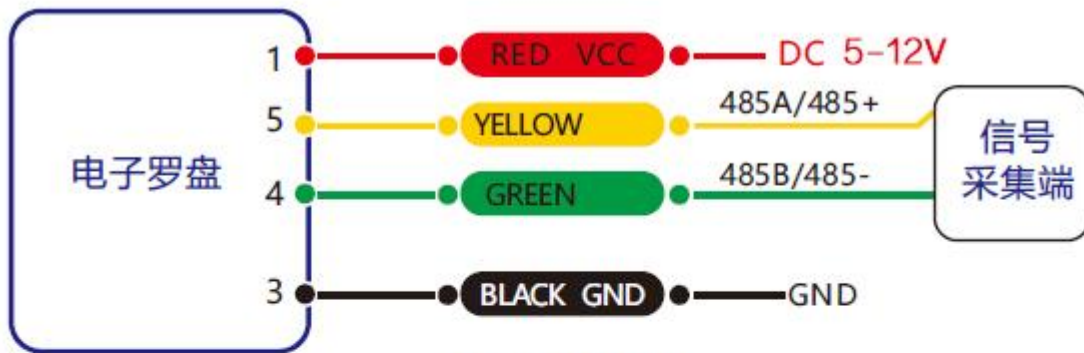 电子罗盘
1 RED VCC DC 5-12V
5 YELLOW 485A/485+
4 GREEN 485B/485-
3 BLACK GND GND
信号
采集端